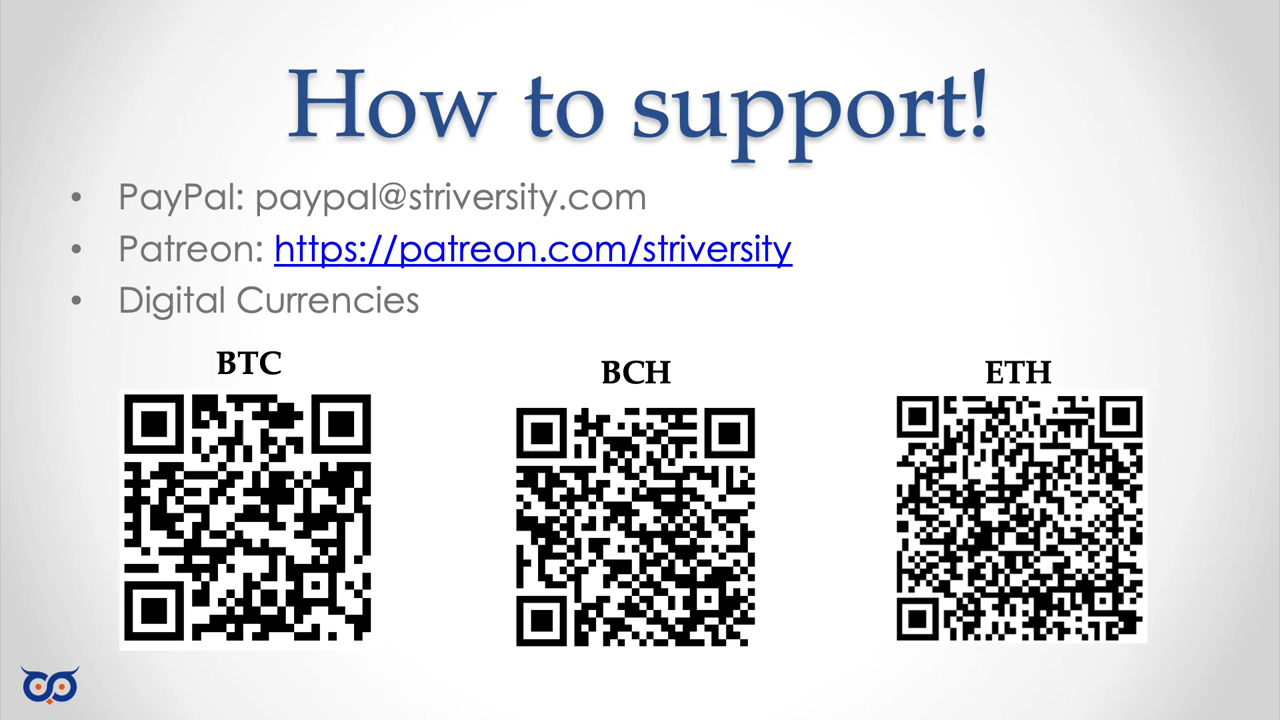 How to support!
• PayPal: paypal@striversity.com
• Patreon: https://patreon.com/striversity
• Digital Currencies
BTC
BCH
ETH